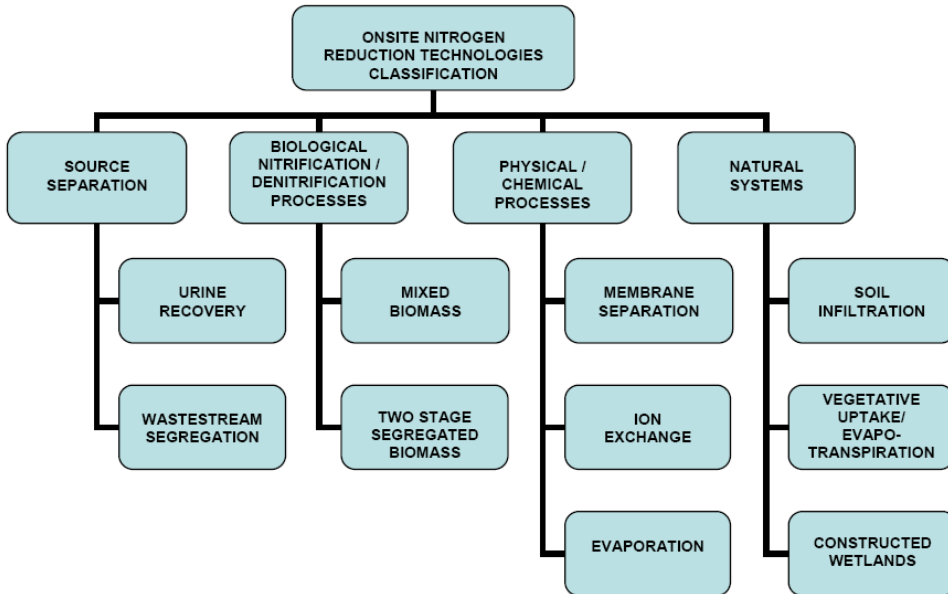 ONSITE NITROGEN
REDUCTION TECHNOLOGIES
CLASSIFICATION
SOURCE
SEPARATION
BIOLOGICAL
NITRIFICATION /
DENITRIFICATION
PROCESSES
PHYSICAL /
CHEMICAL
PROCESSES
NATURAL
SYSTEMS
URINE
RECOVERY
MIXED
BIOMASS
MEMBRANE
SEPARATION
SOIL
INFILTRATION
WASTESTREAM
SEGREGATION
TWO STAGE
SEGREGATED
BIOMASS
ION
EXCHANGE
VEGETATIVE
UPTAKE/
EVAPO-
TRANSPIRATION
EVAPORATION
CONSTRUCTED
WETLANDS